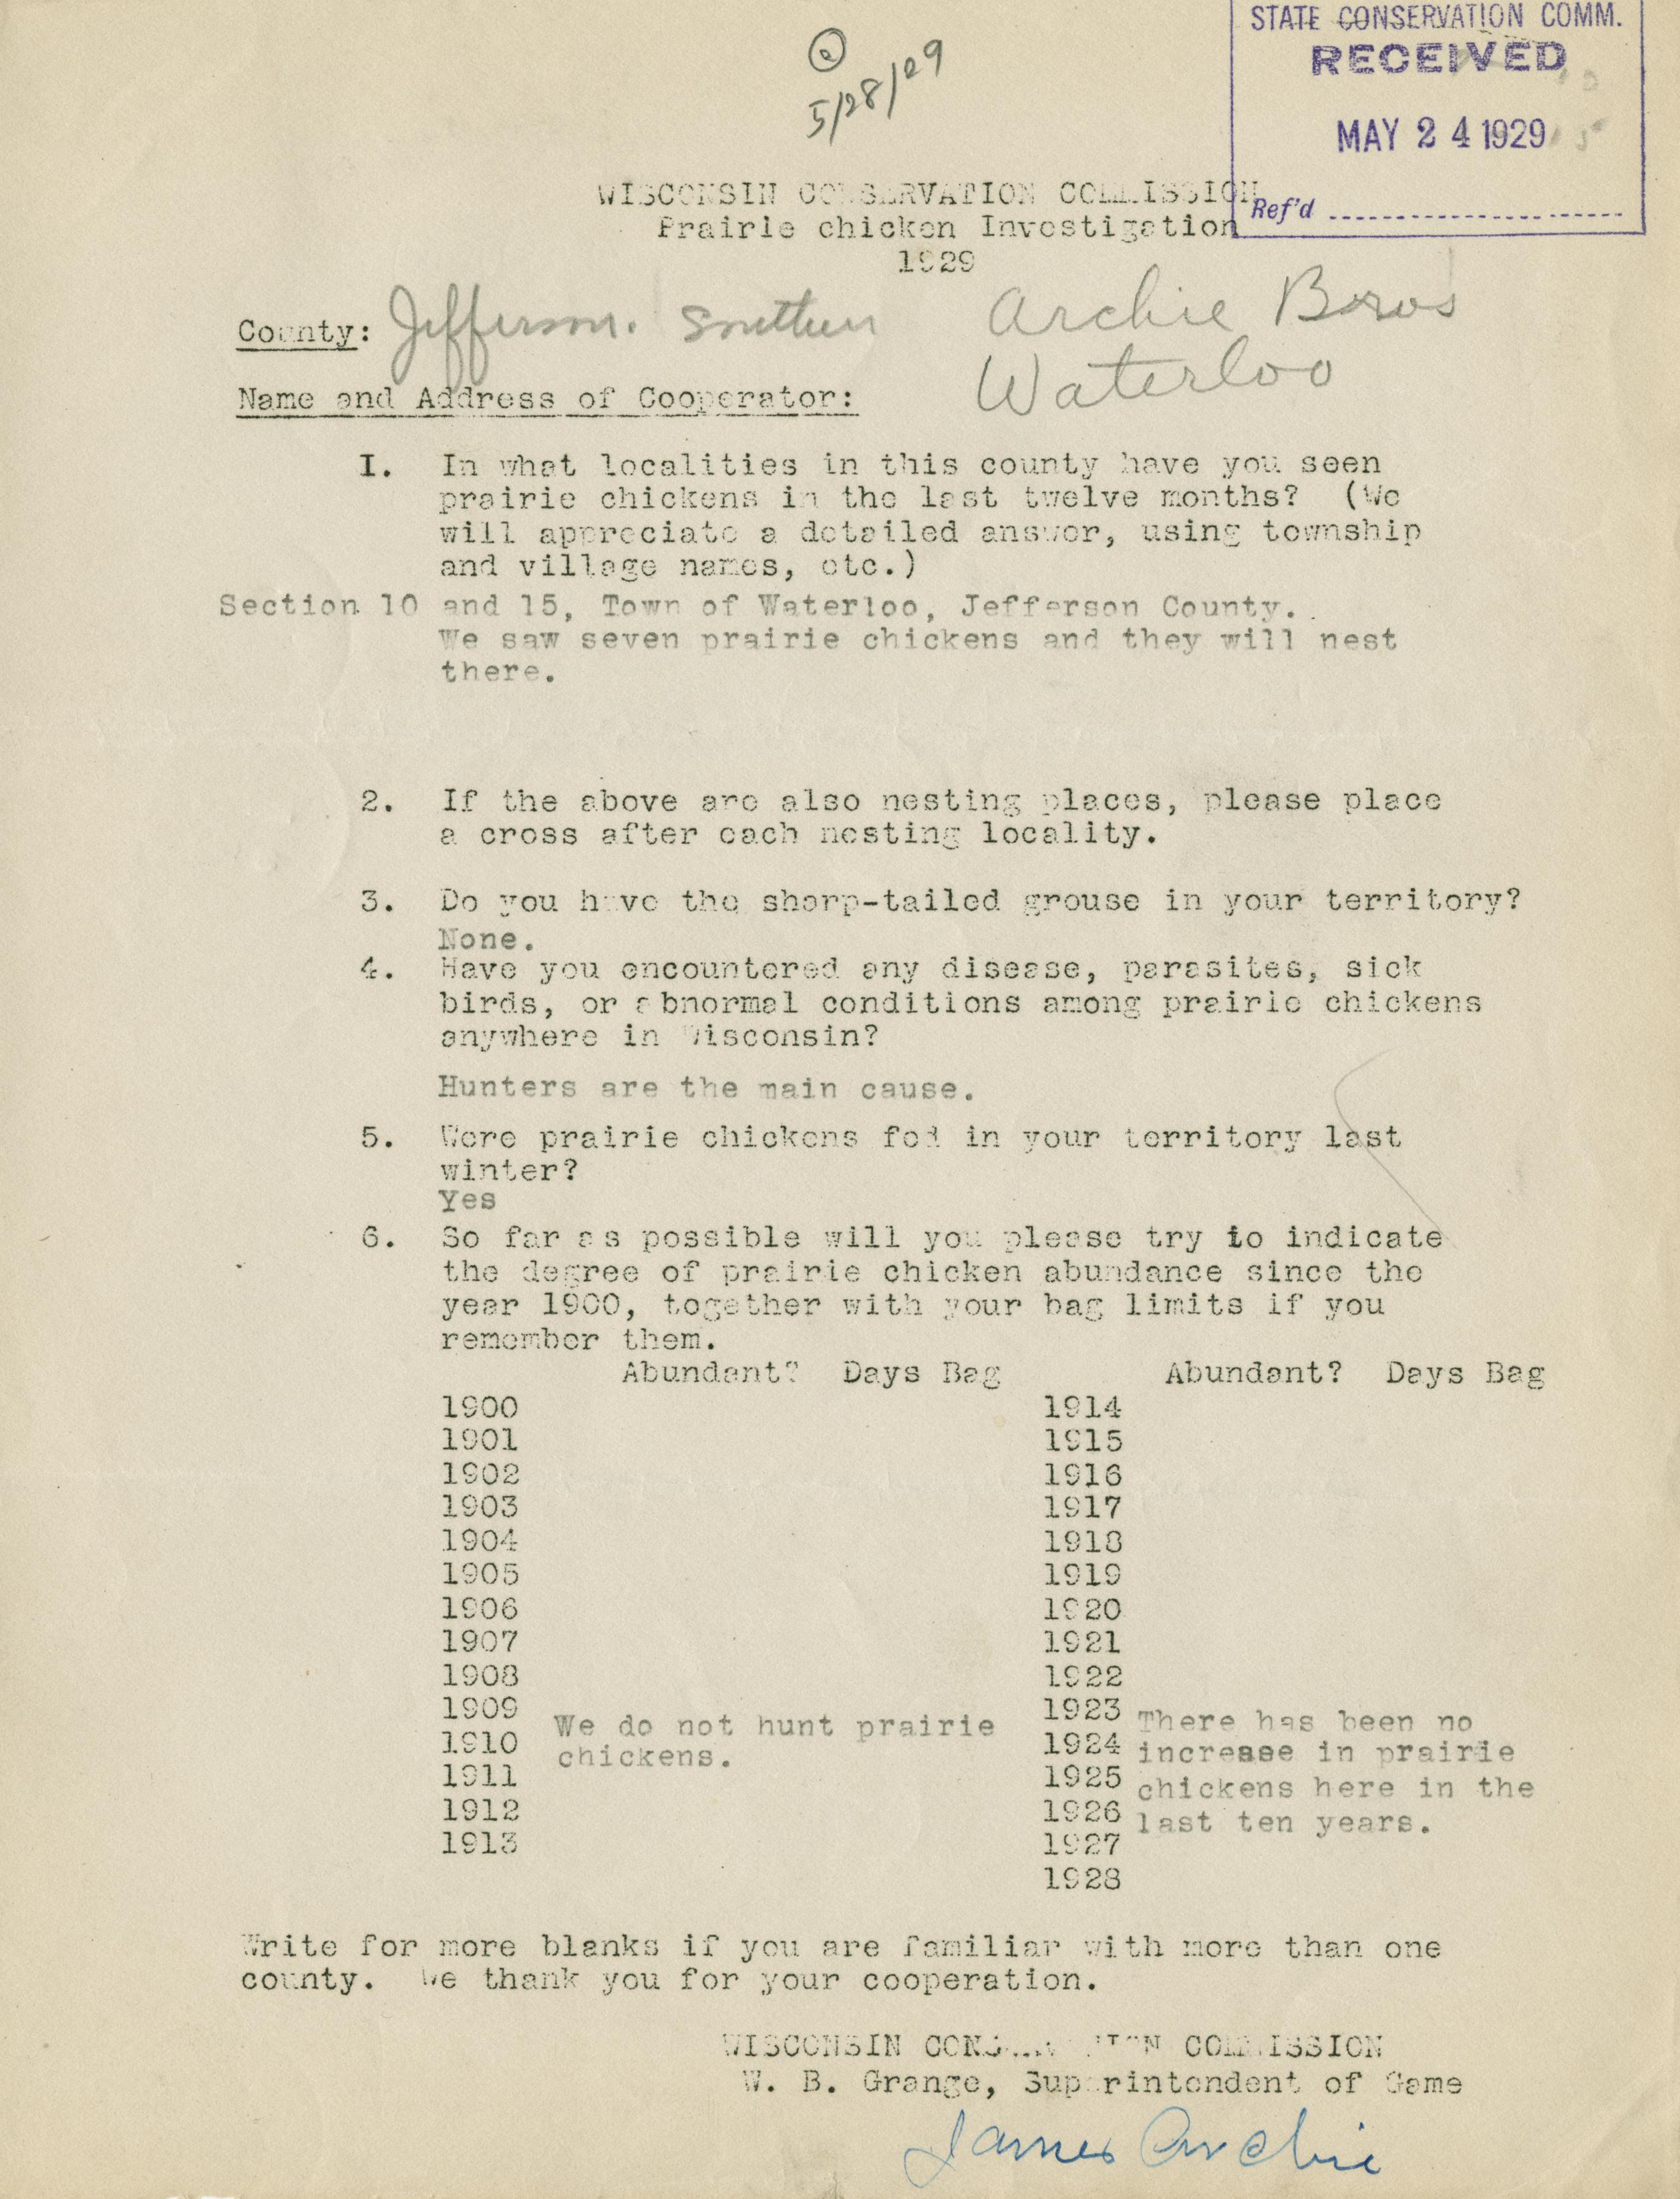 STATE CONSERVATION COMM.
RECEIVED
MAY 24 1929
Ref'd
5/28/29
WISCONSIN CONSERVATION COMMISSION
Prairie chicken Investigation
1929
County: Jefferson. Southern
Archie Bros
Waterloo
Name and Address of Cooperator:
I. In what localities in this county have you seen
prairie chickens in the last twelve months? (We
will appreciate a detailed answer, using township
and village names, etc.)
Section 10 and 15, Town of Waterloo, Jefferson County.
We saw seven prairie chickens and they will nest
there.
2. If the above are also nesting places, please place
a cross after each nesting locality.
3. Do you have the sharp-tailed grouse in your territory?
None.
4. Have you encountered any disease, parasites, sick
birds, or abnormal conditions among prairie chickens
anywhere in Wisconsin?
Hunters are the main cause.
5. Were prairie chickens fed in your territory last
winter?
Yes
6. So far as possible will you please try to indicate
the degree of prairie chicken abundance since the
year 1900, together with your bag limits if you
remember them.
Abundant? Days Bag Abundant? Days Bag
1900 1914
1901 1915
1902 1916
1903 1917
1904 1918
1905 1919
1906 1920
1907 1921
1908 1922
1909 1923
1910 1924
1911 1925
1912 1926
1913 1927
1928
We do not hunt prairie
chickens.
There has been no
increase in prairie
chickens here in the
last ten years.
Write for more blanks if you are familiar with more than one
county. We thank you for your cooperation.
WISCONSIN CONSERVATION COMMISSION
W. B. Grange, Superintendent of Game
James Archie